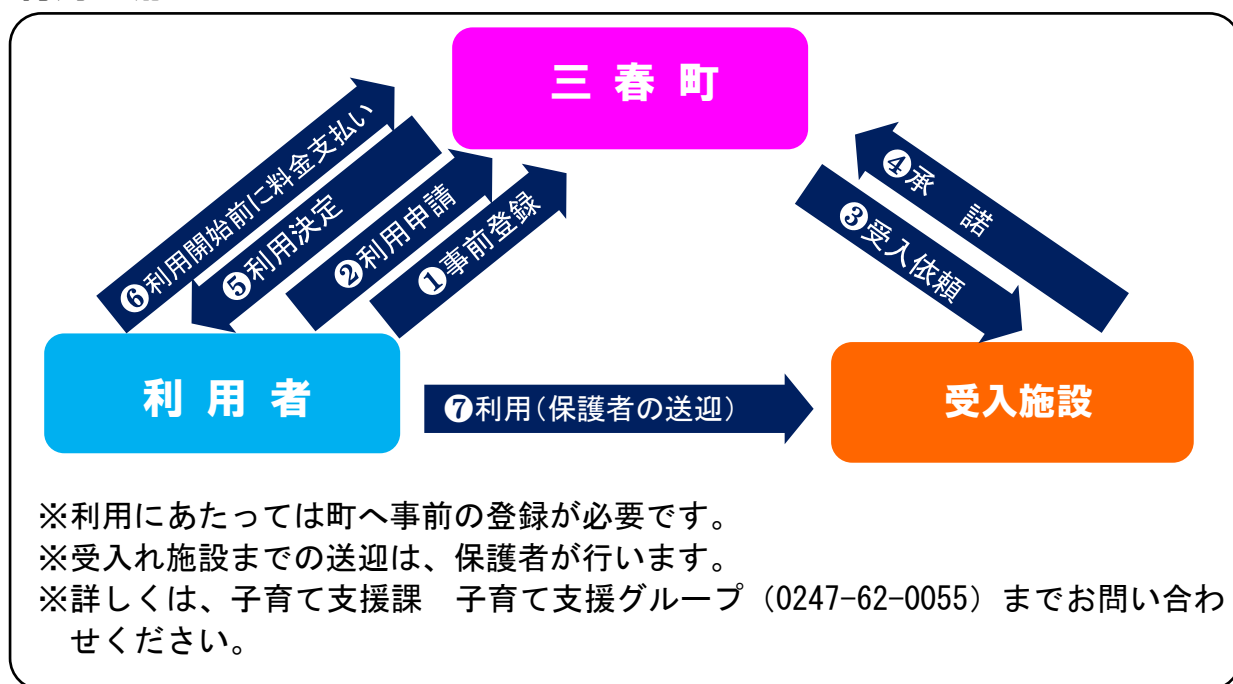 三 春 町
❻利用開始前に料金支払い
❺利用決定
❷利用申請
❶事前登録
❹承 諾
❸受入依頼
利 用 者
❼利用(保護者の送迎)
受入施設
※利用にあたっては町へ事前の登録が必要です。
※受入れ施設までの送迎は、保護者が行います。
※詳しくは、子育て支援課　子育て支援グループ（0247-62-0055）までお問い合わ
せください。